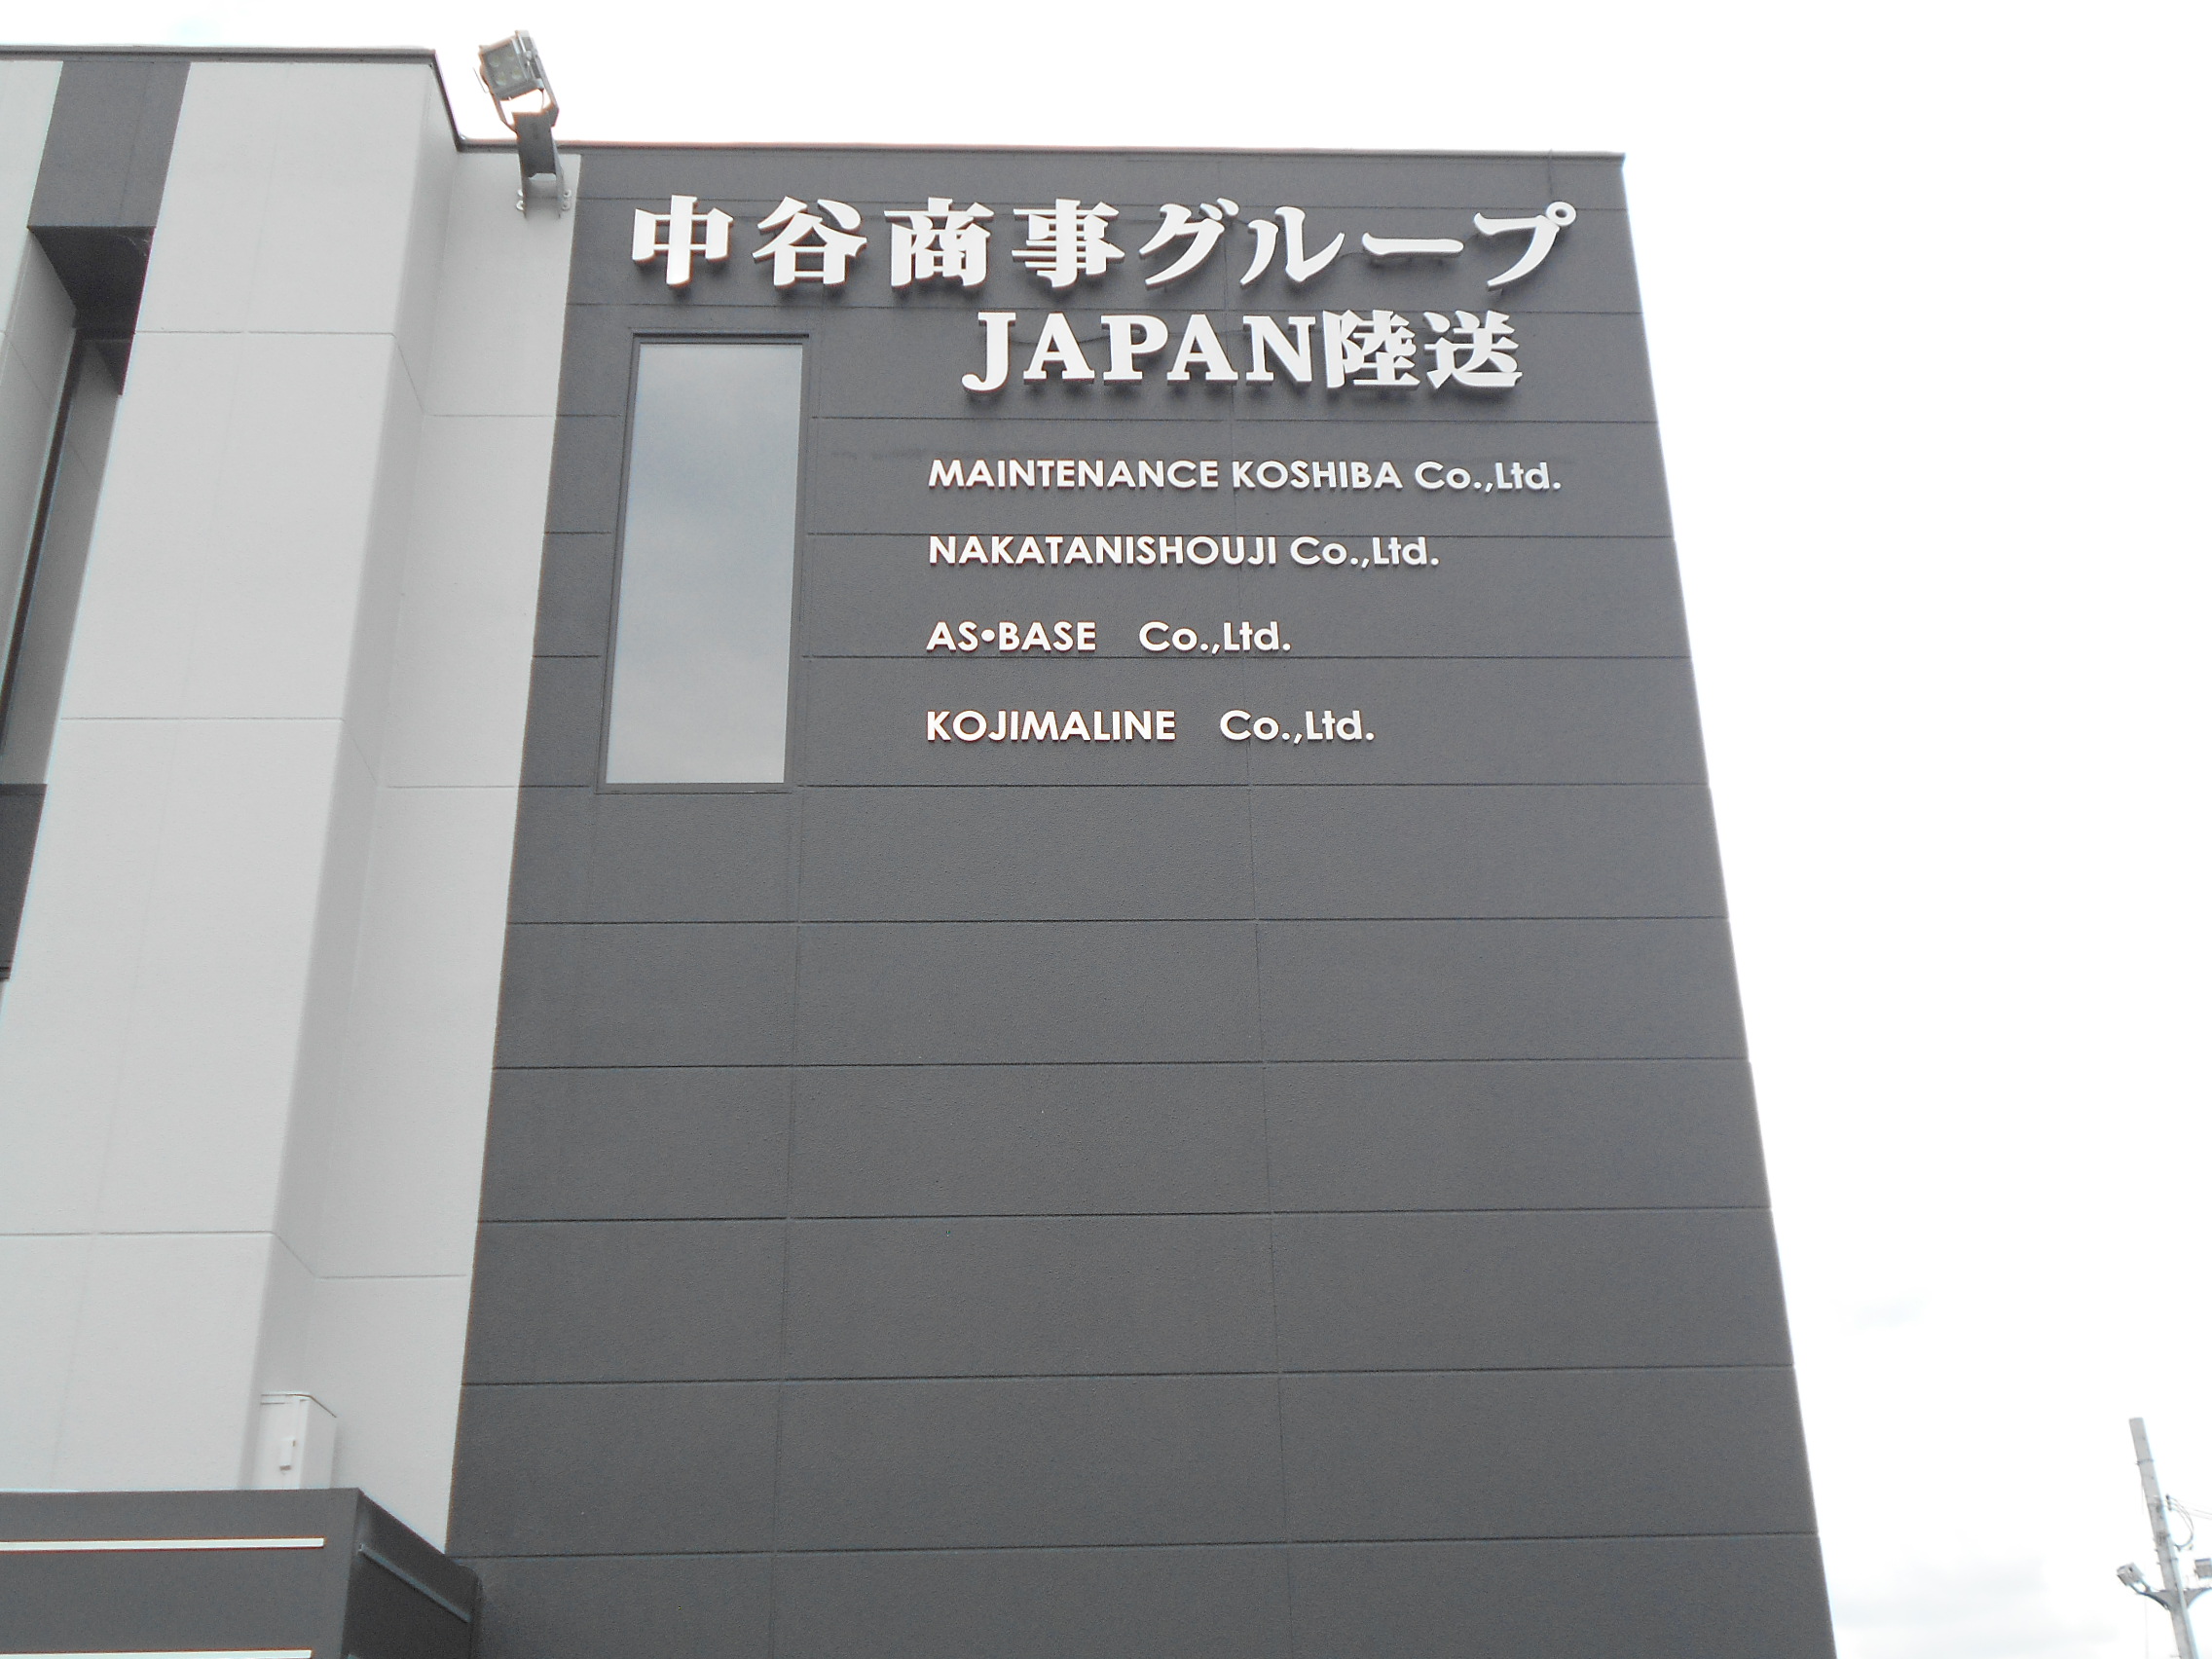 中谷商事グループ
JAPAN陸送
MAINTENANCE KOSHIBA Co.,Ltd.
NAKATANISHOUJI Co.,Ltd.
AS•BASE　Co.,Ltd.
KOJIMALINE　Co.,Ltd.